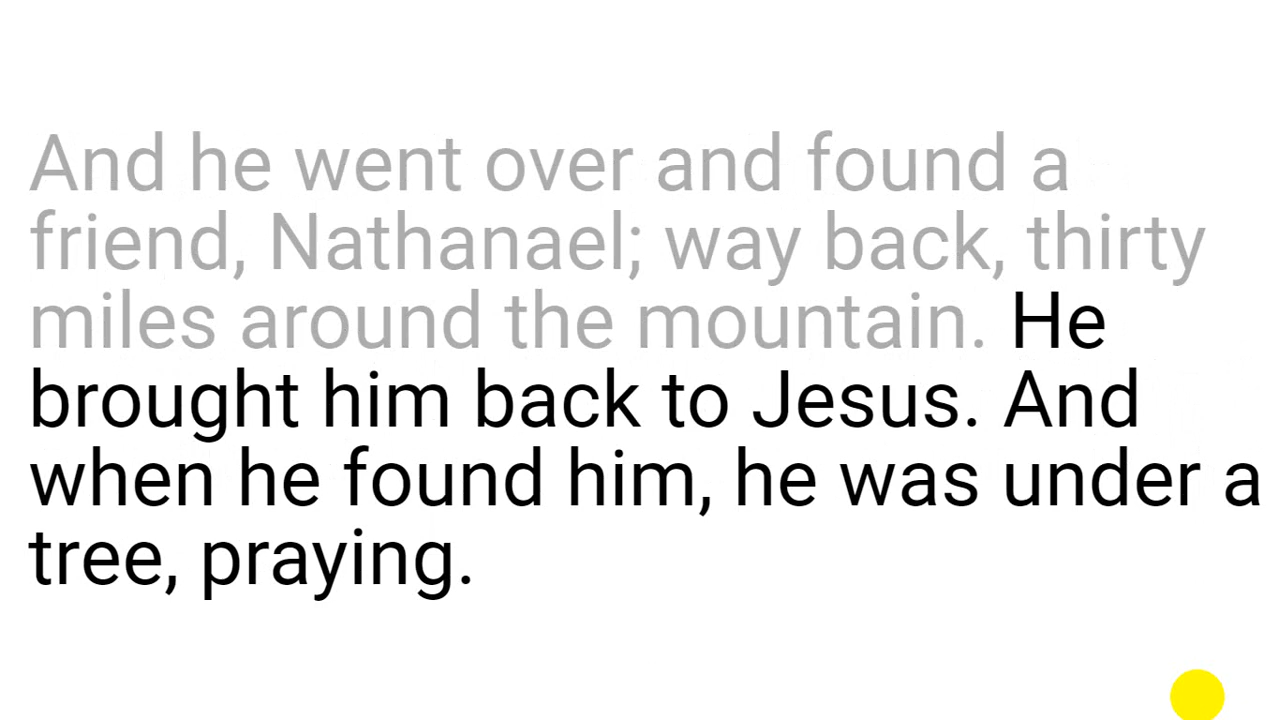 And he went over and found a
friend, Nathanael; way back, thirty
miles around the mountain. He
brought him back to Jesus. And
when he found him, he was under a
tree, praying.